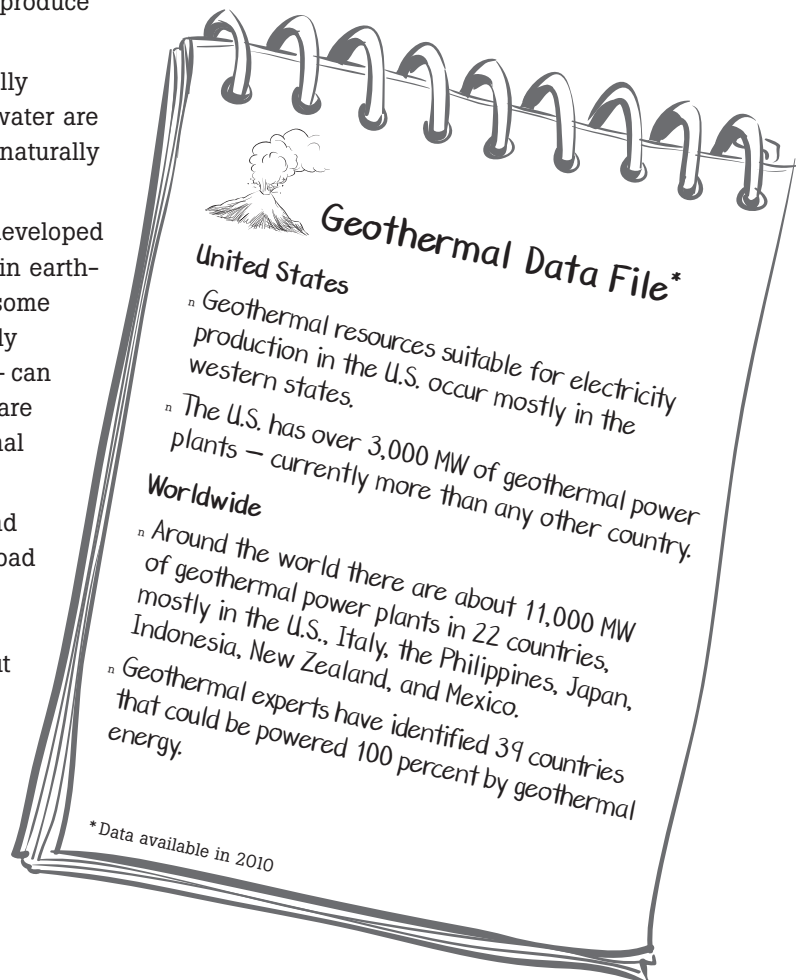 produce
lly
water are
naturally
developed
in earth-
some
ly
- can
are
al
nd
oad
ut
Geothermal Data File*
United States
n Geothermal resources suitable for electricity
production in the U.S. occur mostly in the
western states.
n The U.S. has over 3,000 MW of geothermal power
plants – currently more than any other country.
Worldwide
n Around the world there are about 11,000 MW
of geothermal power plants in 22 countries,
mostly in the U.S., Italy, the Philippines, Japan,
Indonesia, New Zealand, and Mexico.
n Geothermal experts have identified 39 countries
that could be powered 100 percent by geothermal
energy.
*Data available in 2010